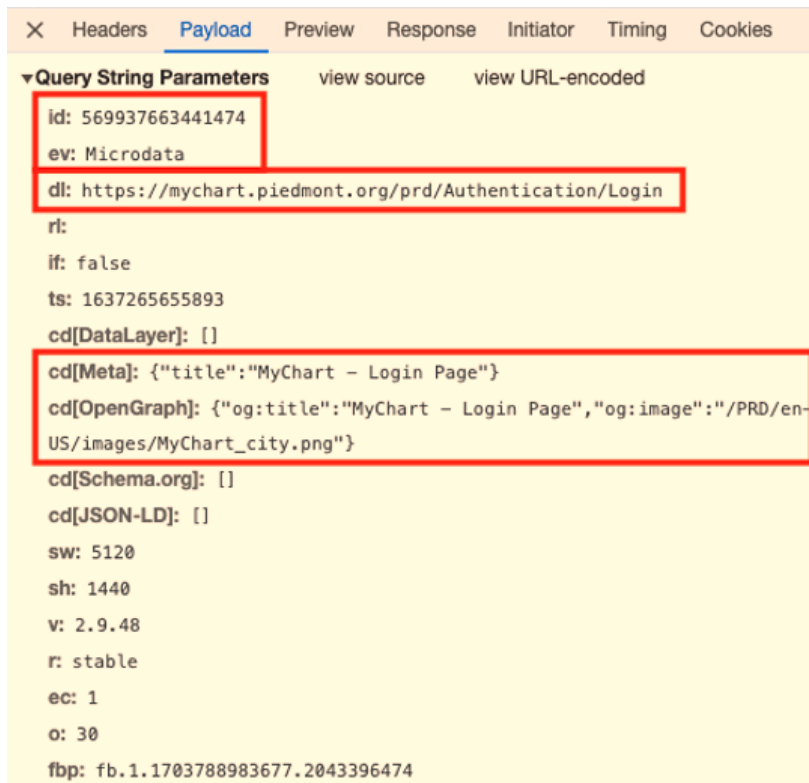 × Headers Payload Preview Response Initiator Timing Cookies
▾Query String Parameters view source view URL-encoded
id: 569937663441474
ev: Microdata
dl: https://mychart.piedmont.org/prd/Authentication/Login
rl:
if: false
ts: 1637265655893
cd[DataLayer]: []
cd[Meta]: {"title":"MyChart – Login Page"}
cd[OpenGraph]: {"og:title":"MyChart – Login Page","og:image":"/PRD/en-
US/images/MyChart_city.png"}
cd[Schema.org]: []
cd[JSON-LD]: []
sw: 5120
sh: 1440
v: 2.9.48
r: stable
ec: 1
o: 30
fbp: fb.1.1703788983677.2043396474